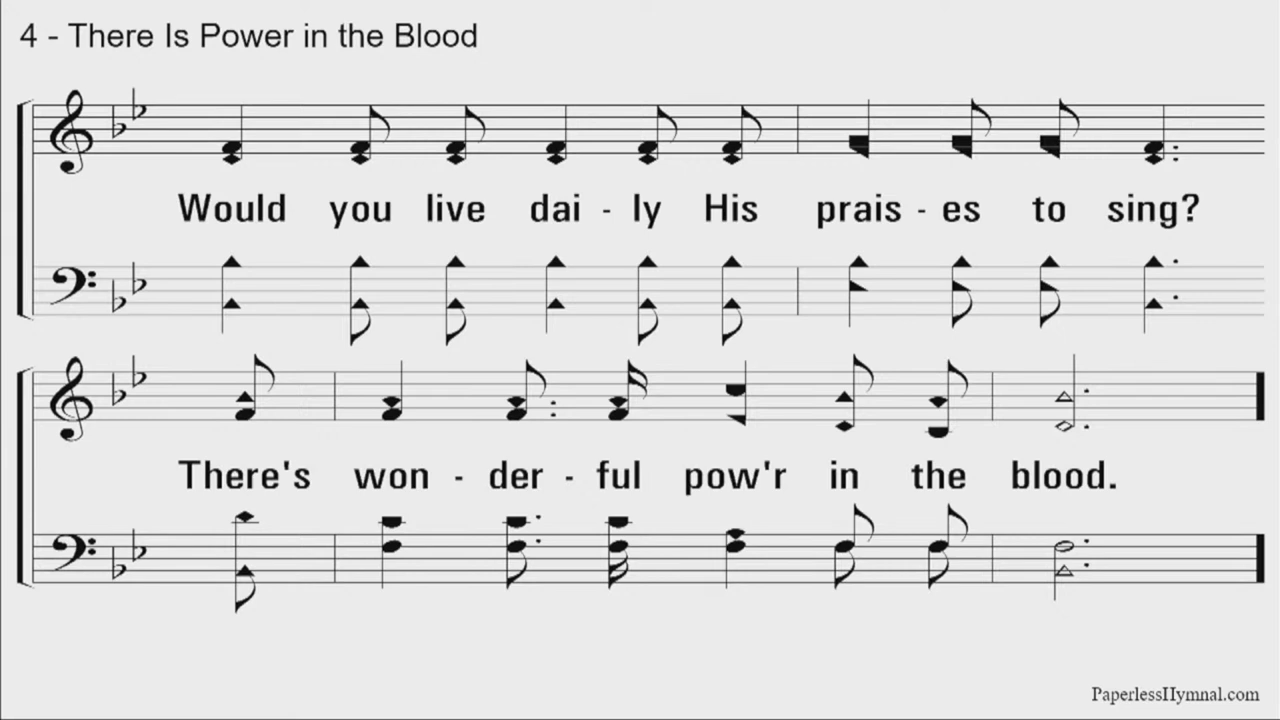 4 - There Is Power in the Blood
Would you live dai - ly His prais - es to sing?
There's won - der - ful pow'r in the blood.
PaperlessHymnal.com